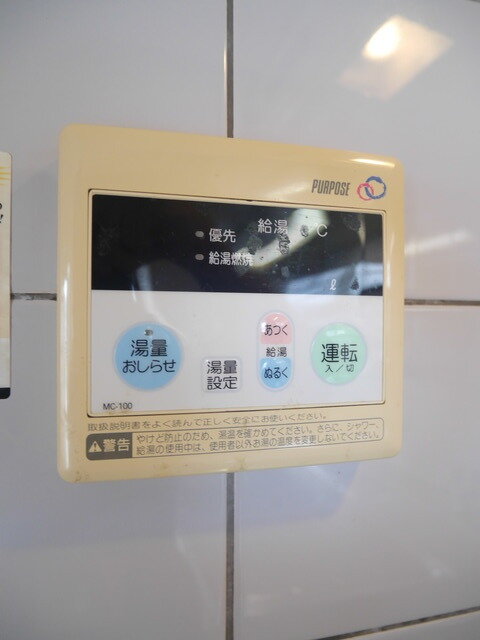 PURPOSE
給湯 ℃
優先
給湯燃焼
ℓ
湯量
おしらせ
湯量
設定
あつく
給湯
ぬるく
運転
入/切
MC-100
取扱説明書をよく読んで正しく安全にお使いください。
警告
やけど防止のため、湯温を確かめてください。さらに、シャワー、
給湯の使用中は、使用者以外お湯の温度を変更しないでください。